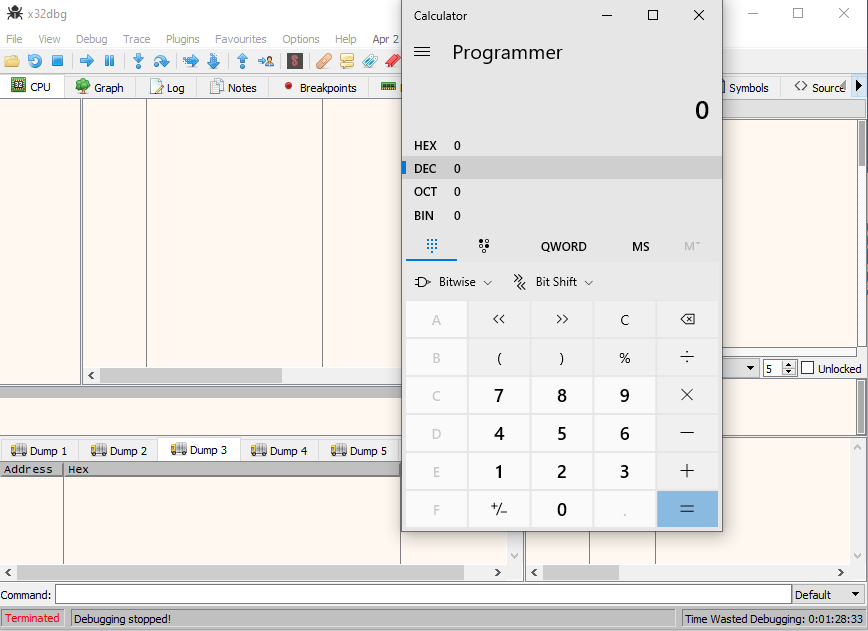 x32dbg
File View Debug Trace Plugins Favourites Options Help Apr 2
CPU Graph Log Notes Breakpoints Symbols Source
Calculator
Programmer
0
HEX 0
DEC 0
OCT 0
BIN 0
QWORD MS M
Bitwise Bit Shift
A << >> C
B ( ) % ÷
C 7 8 9 ×
D 4 5 6 −
E 1 2 3 +
F +/− 0 . =
5 Unlocked
Dump 1 Dump 2 Dump 3 Dump 4 Dump 5
Address Hex
Command: Default
Terminated Debugging stopped! Time Wasted Debugging: 0:01:28:33